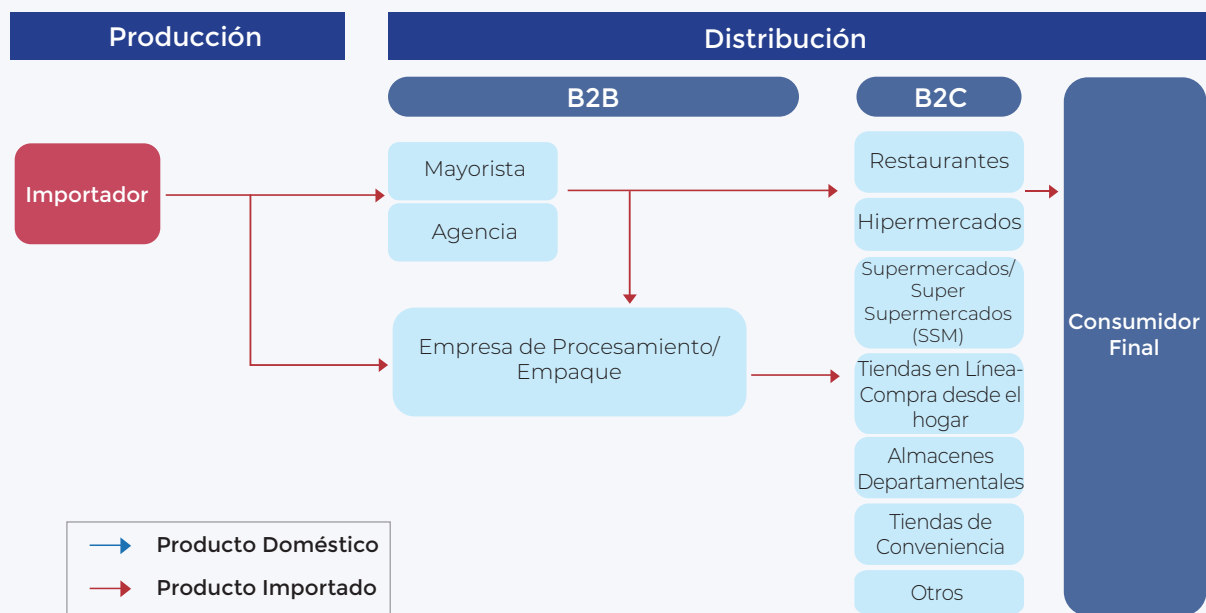 Producción
Distribución
B2B
B2C
Importador
Mayorista
Agencia
Empresa de Procesamiento/
Empaque
Restaurantes
Hipermercados
Supermercados/
Super
Supermercados
(SSM)
Tiendas en Línea-
Compra desde el
hogar
Almacenes
Departamentales
Tiendas de
Conveniencia
Otros
Consumidor
Final
Producto Doméstico
Producto Importado